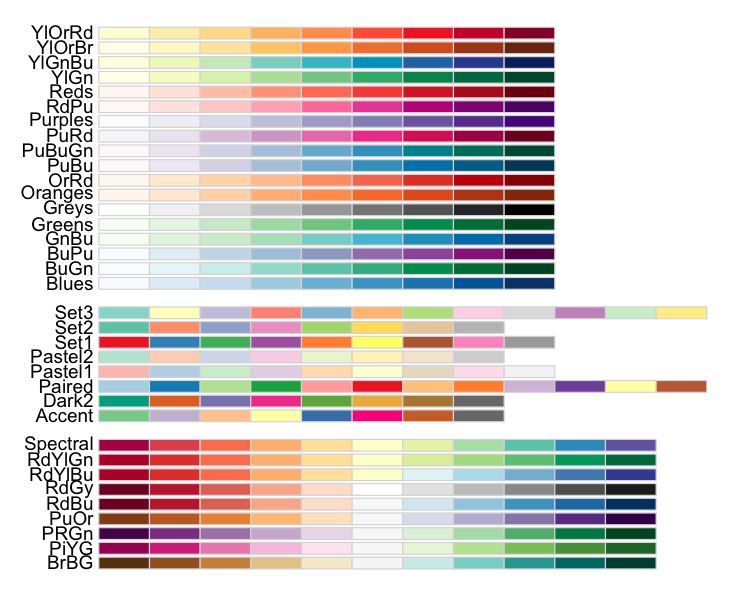 YlOrRd
YlOrBr
YlGnBu
YlGn
Reds
RdPu
Purples
PuRd
PuBuGn
PuBu
OrRd
Oranges
Greys
Greens
GnBu
BuPu
BuGn
Blues
Set3
Set2
Set1
Pastel2
Pastel1
Paired
Dark2
Accent
Spectral
RdYlGn
RdYlBu
RdGy
RdBu
PuOr
PRGn
PiYG
BrBG